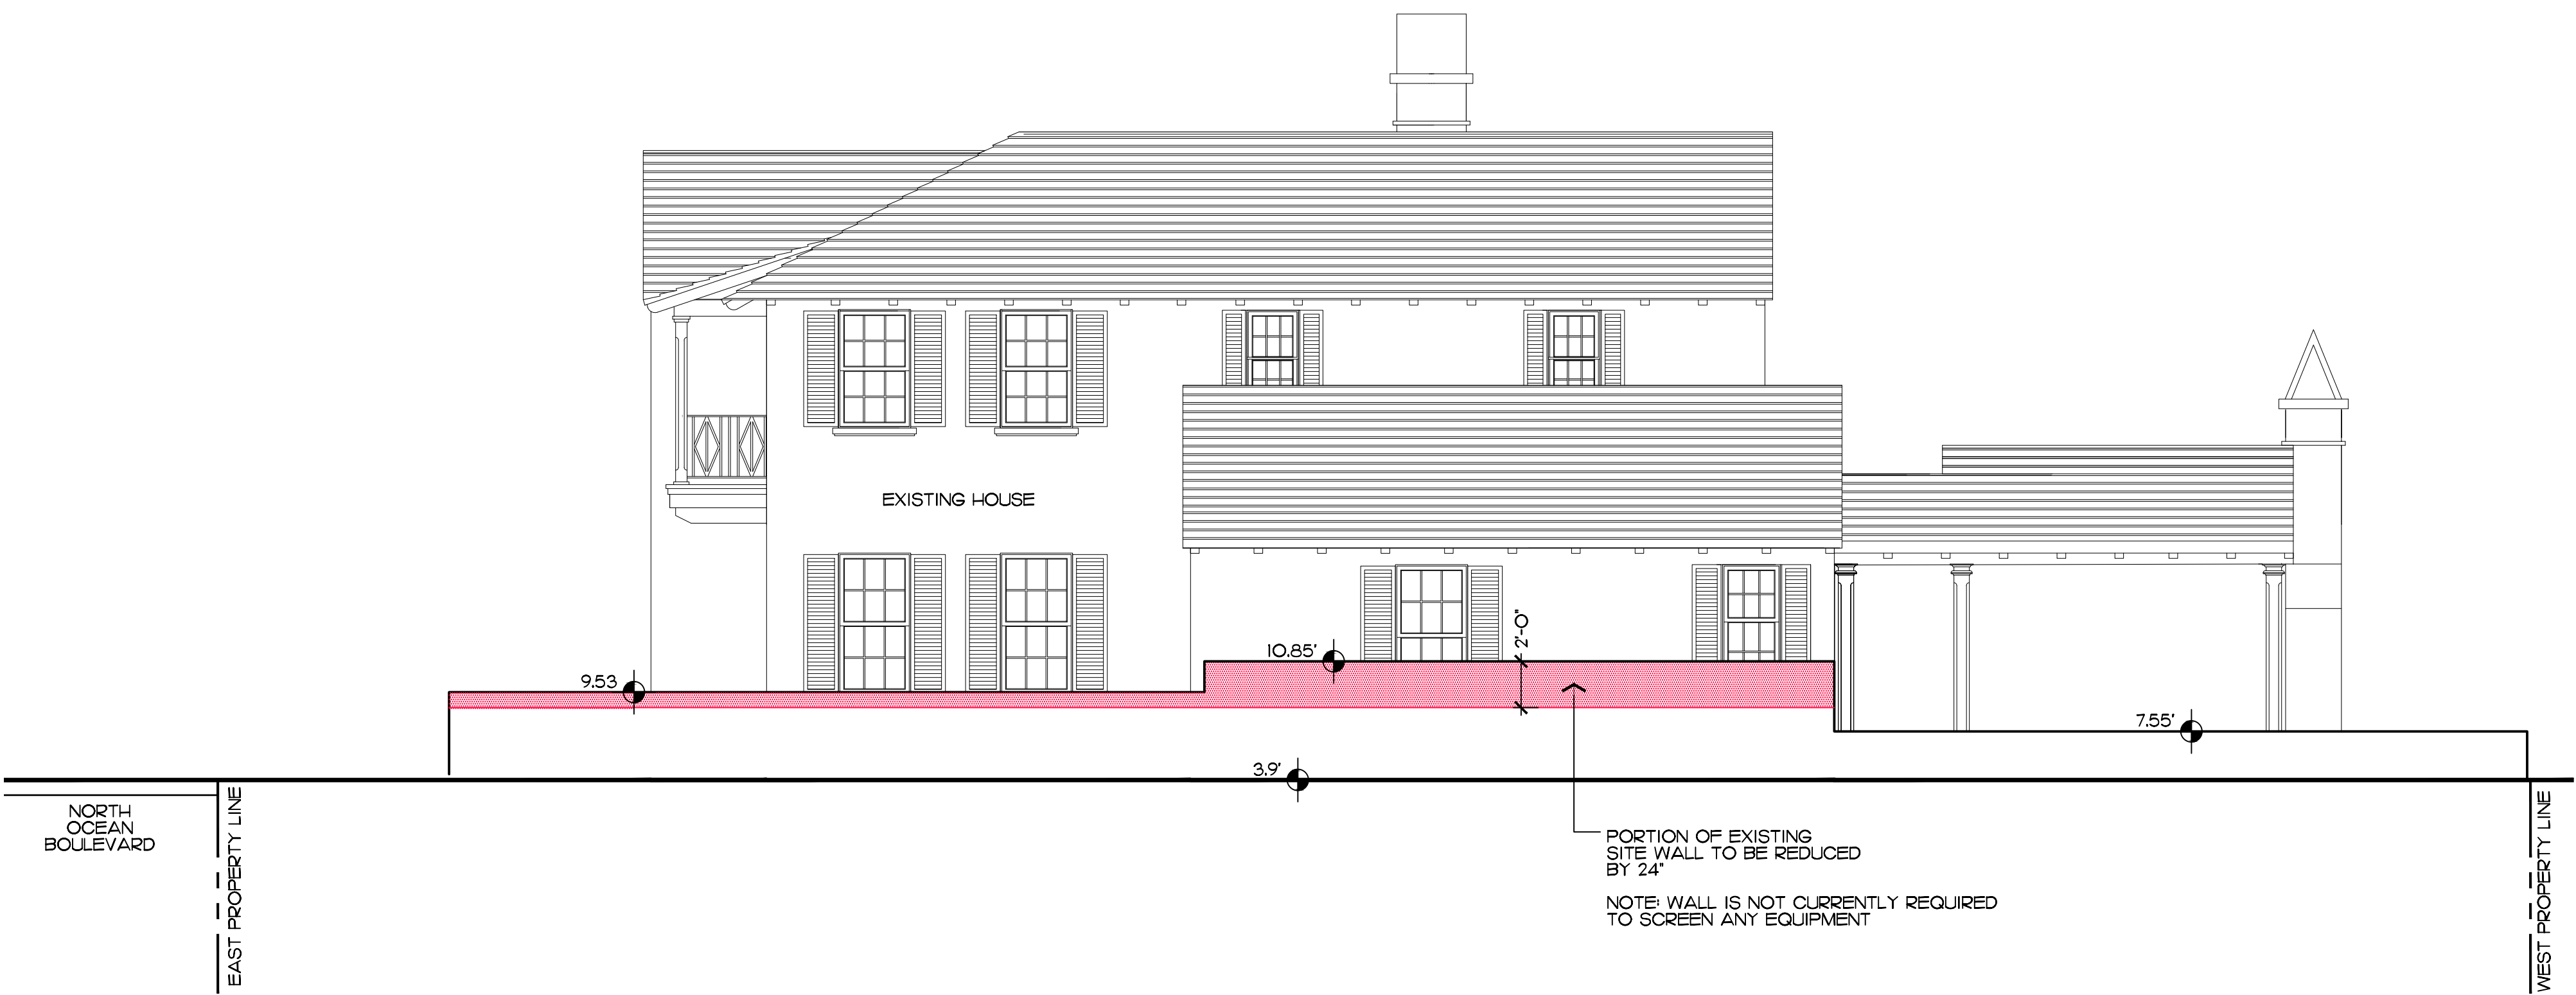 EXISTING HOUSE
2'-0"
10.85'
9.53
7.55'
3.9'
NORTH
OCEAN
BOULEVARD
EAST PROPERTY LINE
PORTION OF EXISTING
SITE WALL TO BE REDUCED
BY 24"
NOTE: WALL IS NOT CURRENTLY REQUIRED
TO SCREEN ANY EQUIPMENT
WEST PROPERTY LINE